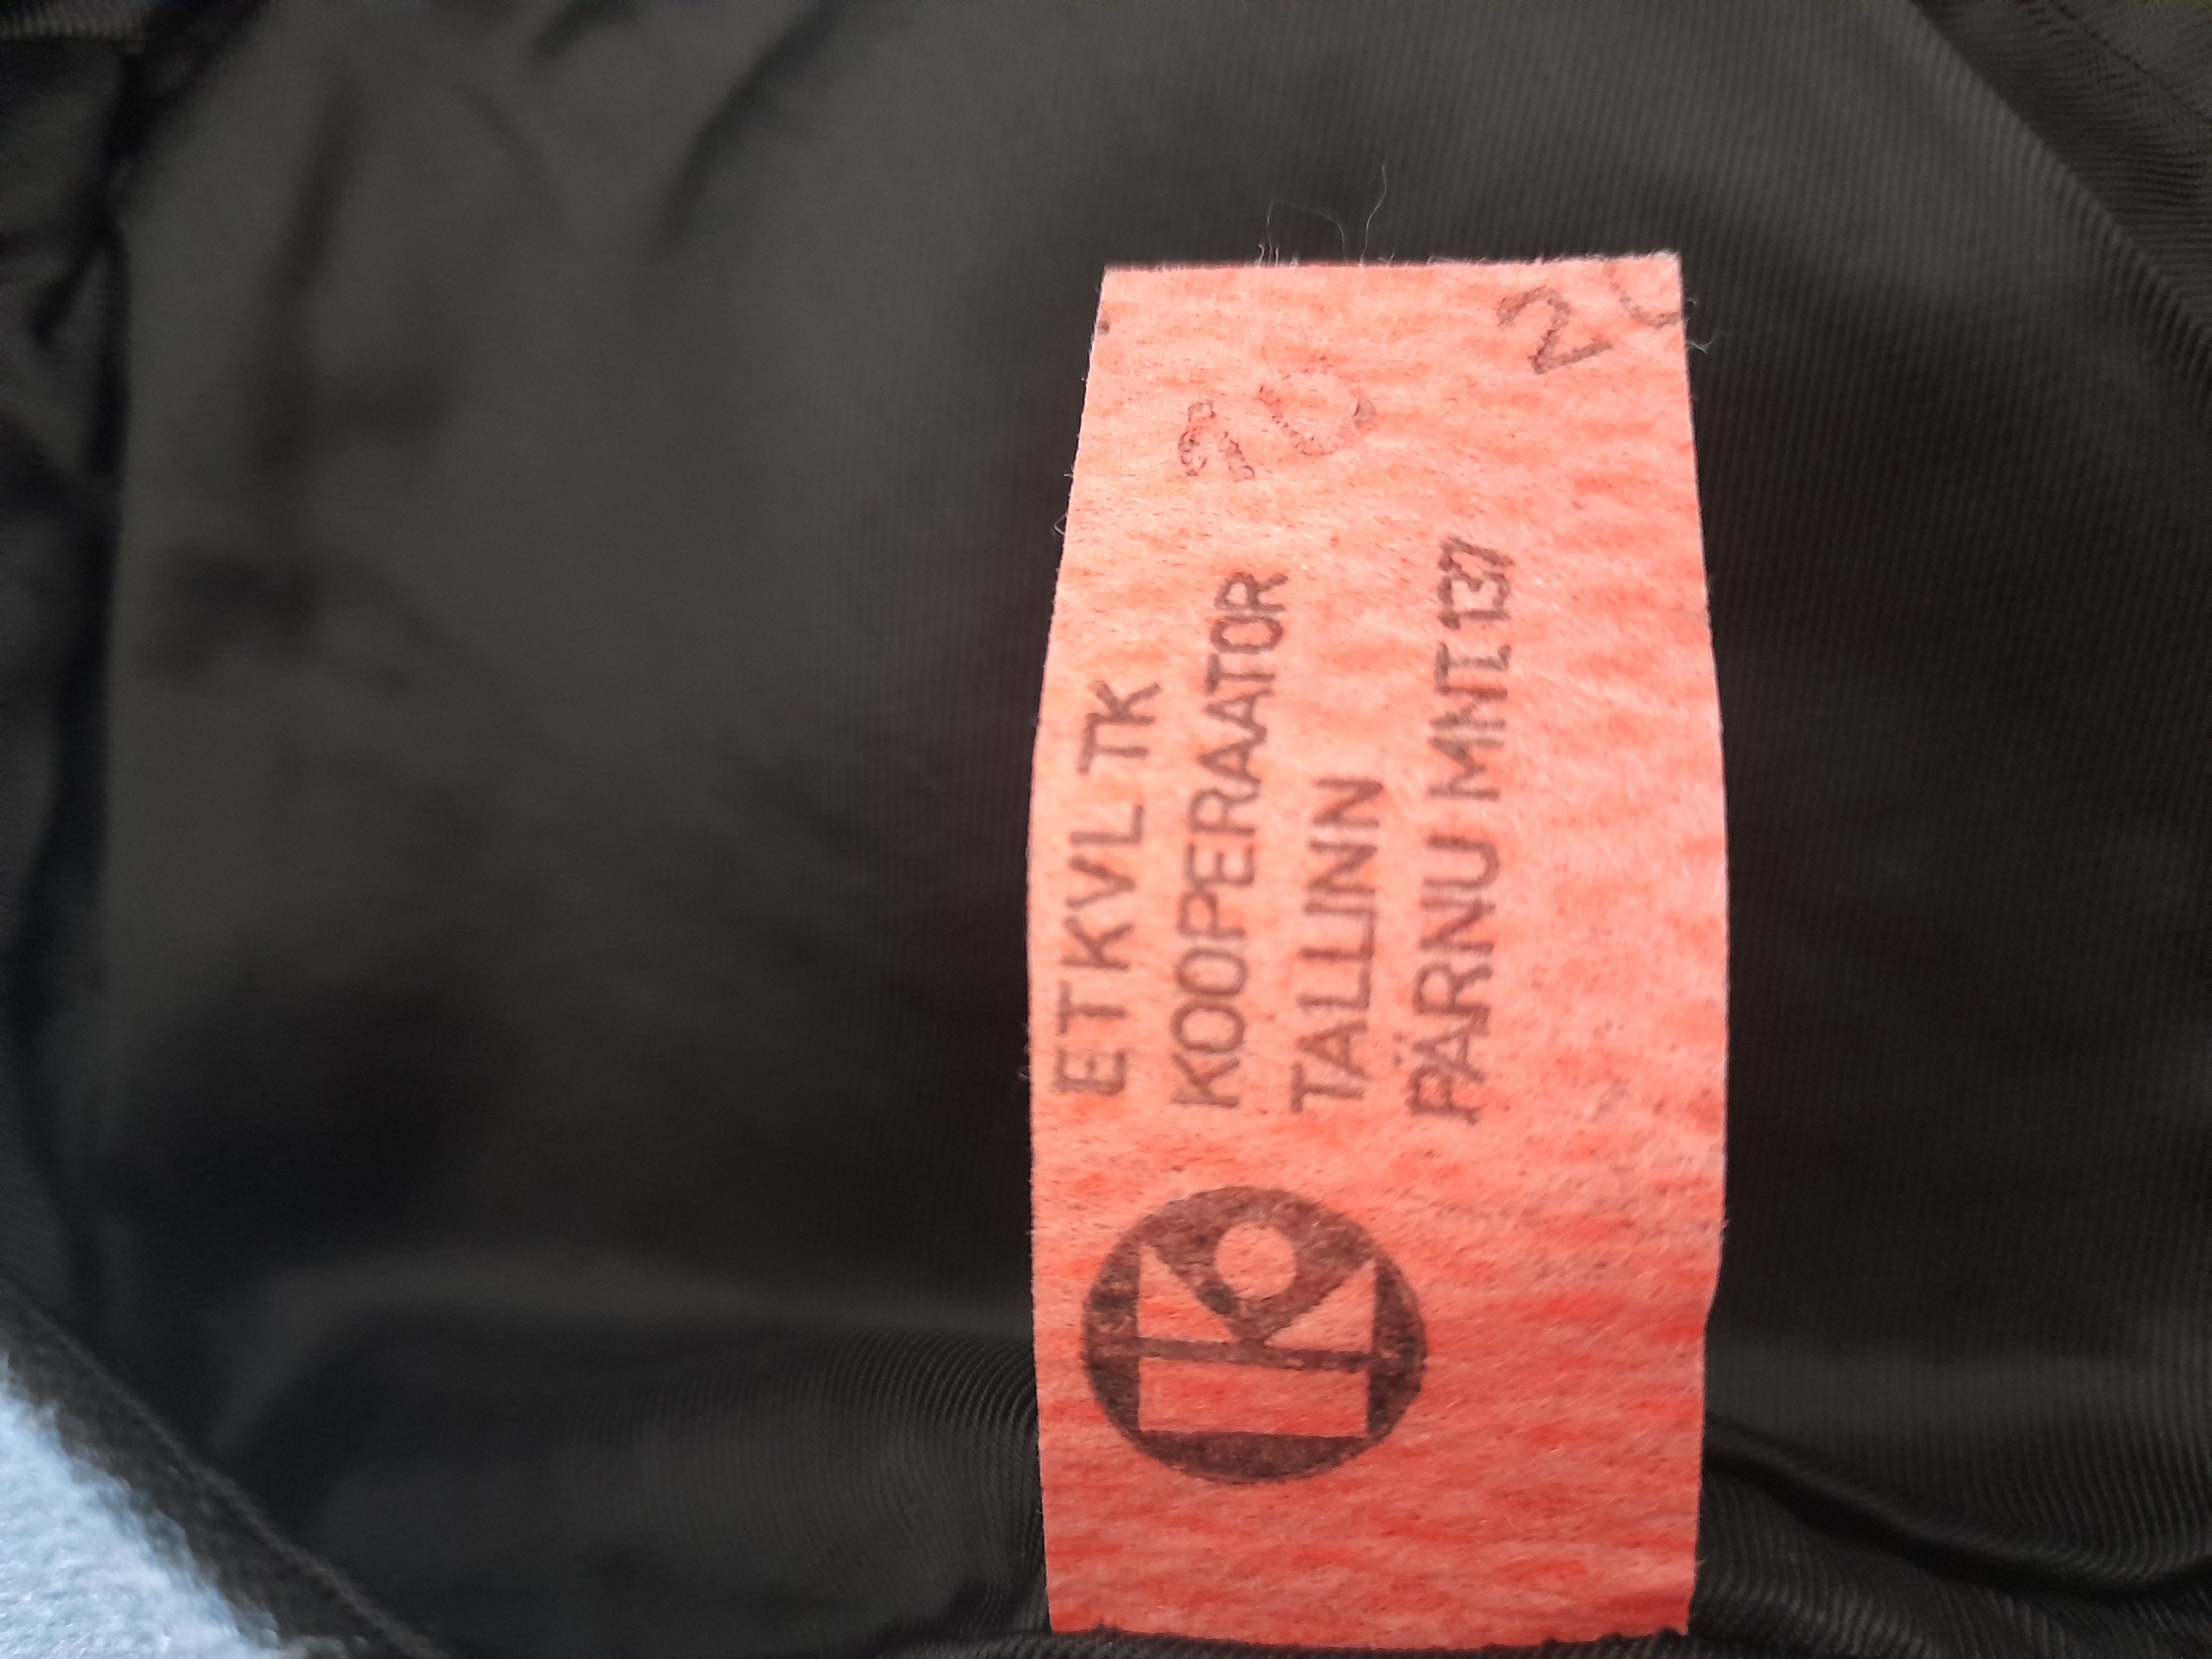 ETKVL TK
KOOPERAATOR
TALLINN
PÄRNU MNT. 137